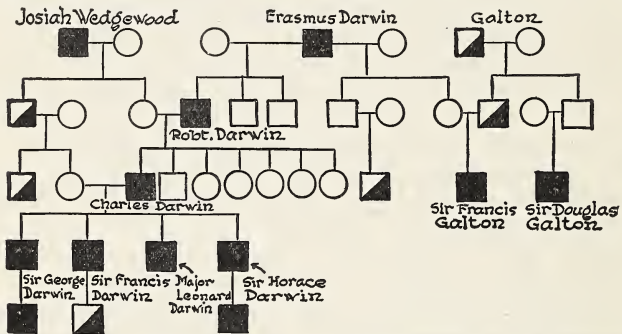 Josiah Wedgewood
Erasmus Darwin
Galton
Robt. Darwin
Charles Darwin
Sir Francis
Galton
Sir Douglas
Galton
Sir George
Darwin
Sir Francis
Darwin
Major
Leonard
Darwin
Sir Horace
Darwin